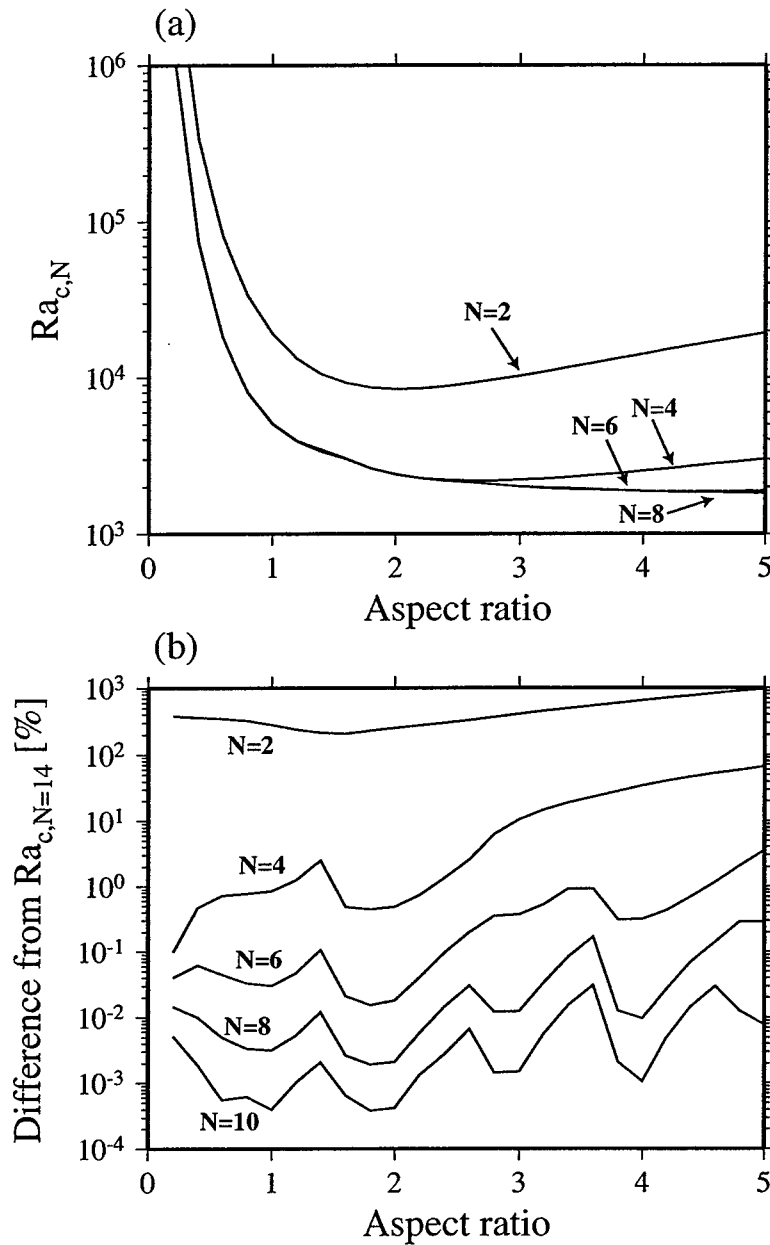 (a)
10^6
10^5
10^4
10^3
Ra_c,N
N=2
N=4
N=6
N=8
0 1 2 3 4 5
Aspect ratio
(b)
10^3
10^2
10^1
10^0
10^-1
10^-2
10^-3
10^-4
Difference from Ra_c,N=14 [%]
N=2
N=4
N=6
N=8
N=10
0 1 2 3 4 5
Aspect ratio